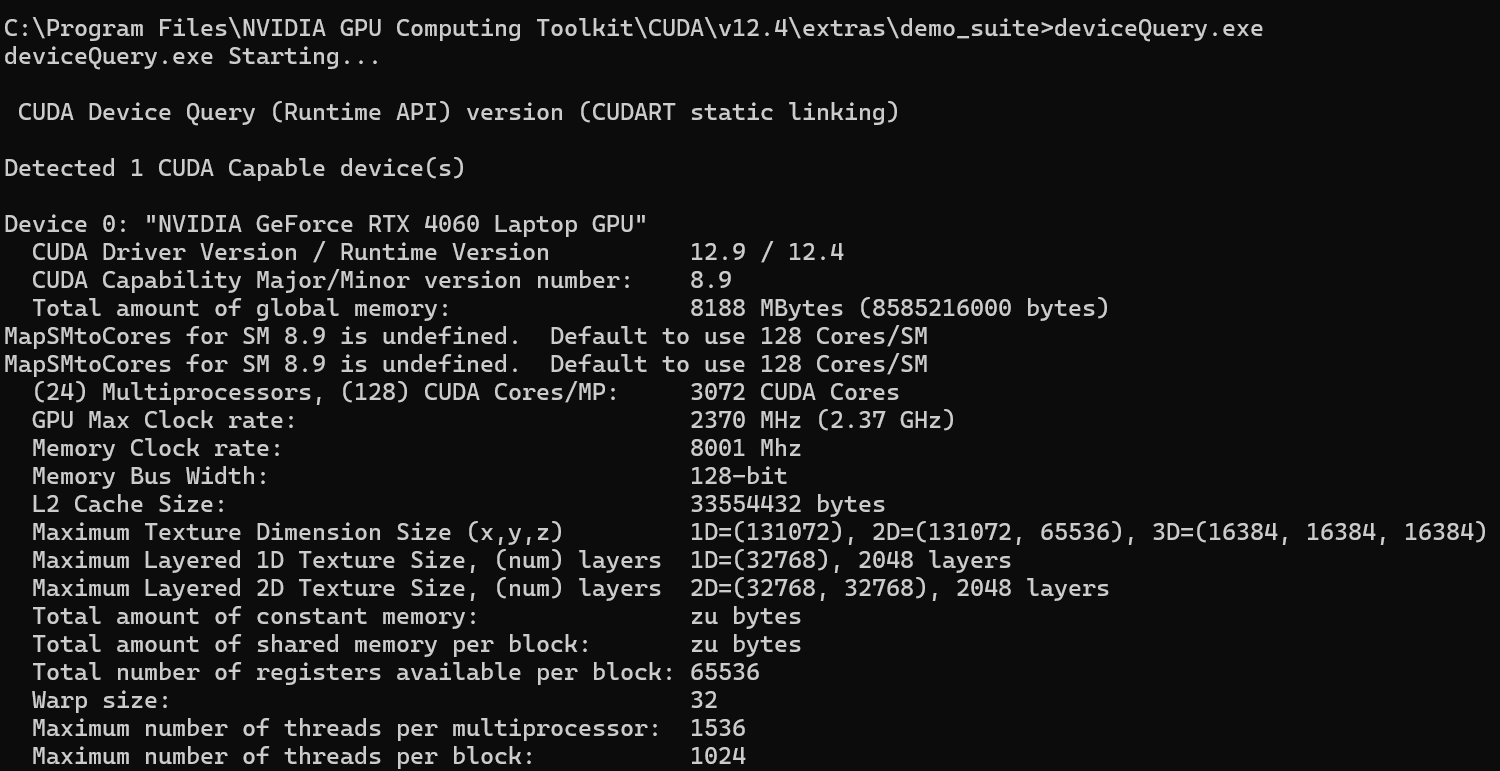 C:\Program Files\NVIDIA GPU Computing Toolkit\CUDA\v12.4\extras\demo_suite>deviceQuery.exe
deviceQuery.exe Starting...
CUDA Device Query (Runtime API) version (CUDART static linking)
Detected 1 CUDA Capable device(s)
Device 0: "NVIDIA GeForce RTX 4060 Laptop GPU"
CUDA Driver Version / Runtime Version 12.9 / 12.4
CUDA Capability Major/Minor version number: 8.9
Total amount of global memory: 8188 MBytes (8585216000 bytes)
MapSMtoCores for SM 8.9 is undefined. Default to use 128 Cores/SM
MapSMtoCores for SM 8.9 is undefined. Default to use 128 Cores/SM
(24) Multiprocessors, (128) CUDA Cores/MP: 3072 CUDA Cores
GPU Max Clock rate: 2370 MHz (2.37 GHz)
Memory Clock rate: 8001 Mhz
Memory Bus Width: 128-bit
L2 Cache Size: 33554432 bytes
Maximum Texture Dimension Size (x,y,z) 1D=(131072), 2D=(131072, 65536), 3D=(16384, 16384, 16384)
Maximum Layered 1D Texture Size, (num) layers 1D=(32768), 2048 layers
Maximum Layered 2D Texture Size, (num) layers 2D=(32768, 32768), 2048 layers
Total amount of constant memory: zu bytes
Total amount of shared memory per block: zu bytes
Total number of registers available per block: 65536
Warp size: 32
Maximum number of threads per multiprocessor: 1536
Maximum number of threads per block: 1024